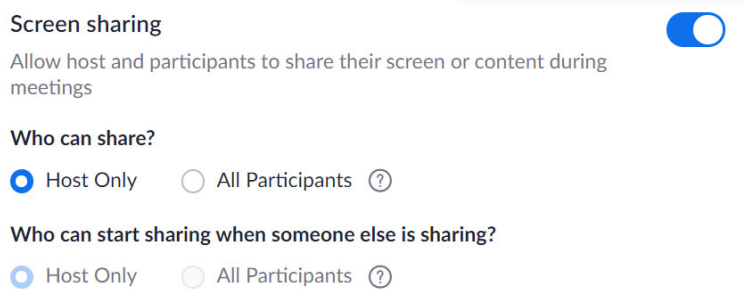 Screen sharing
Allow host and participants to share their screen or content during
meetings
Who can share?
Host Only All Participants ?
Who can start sharing when someone else is sharing?
Host Only All Participants ?